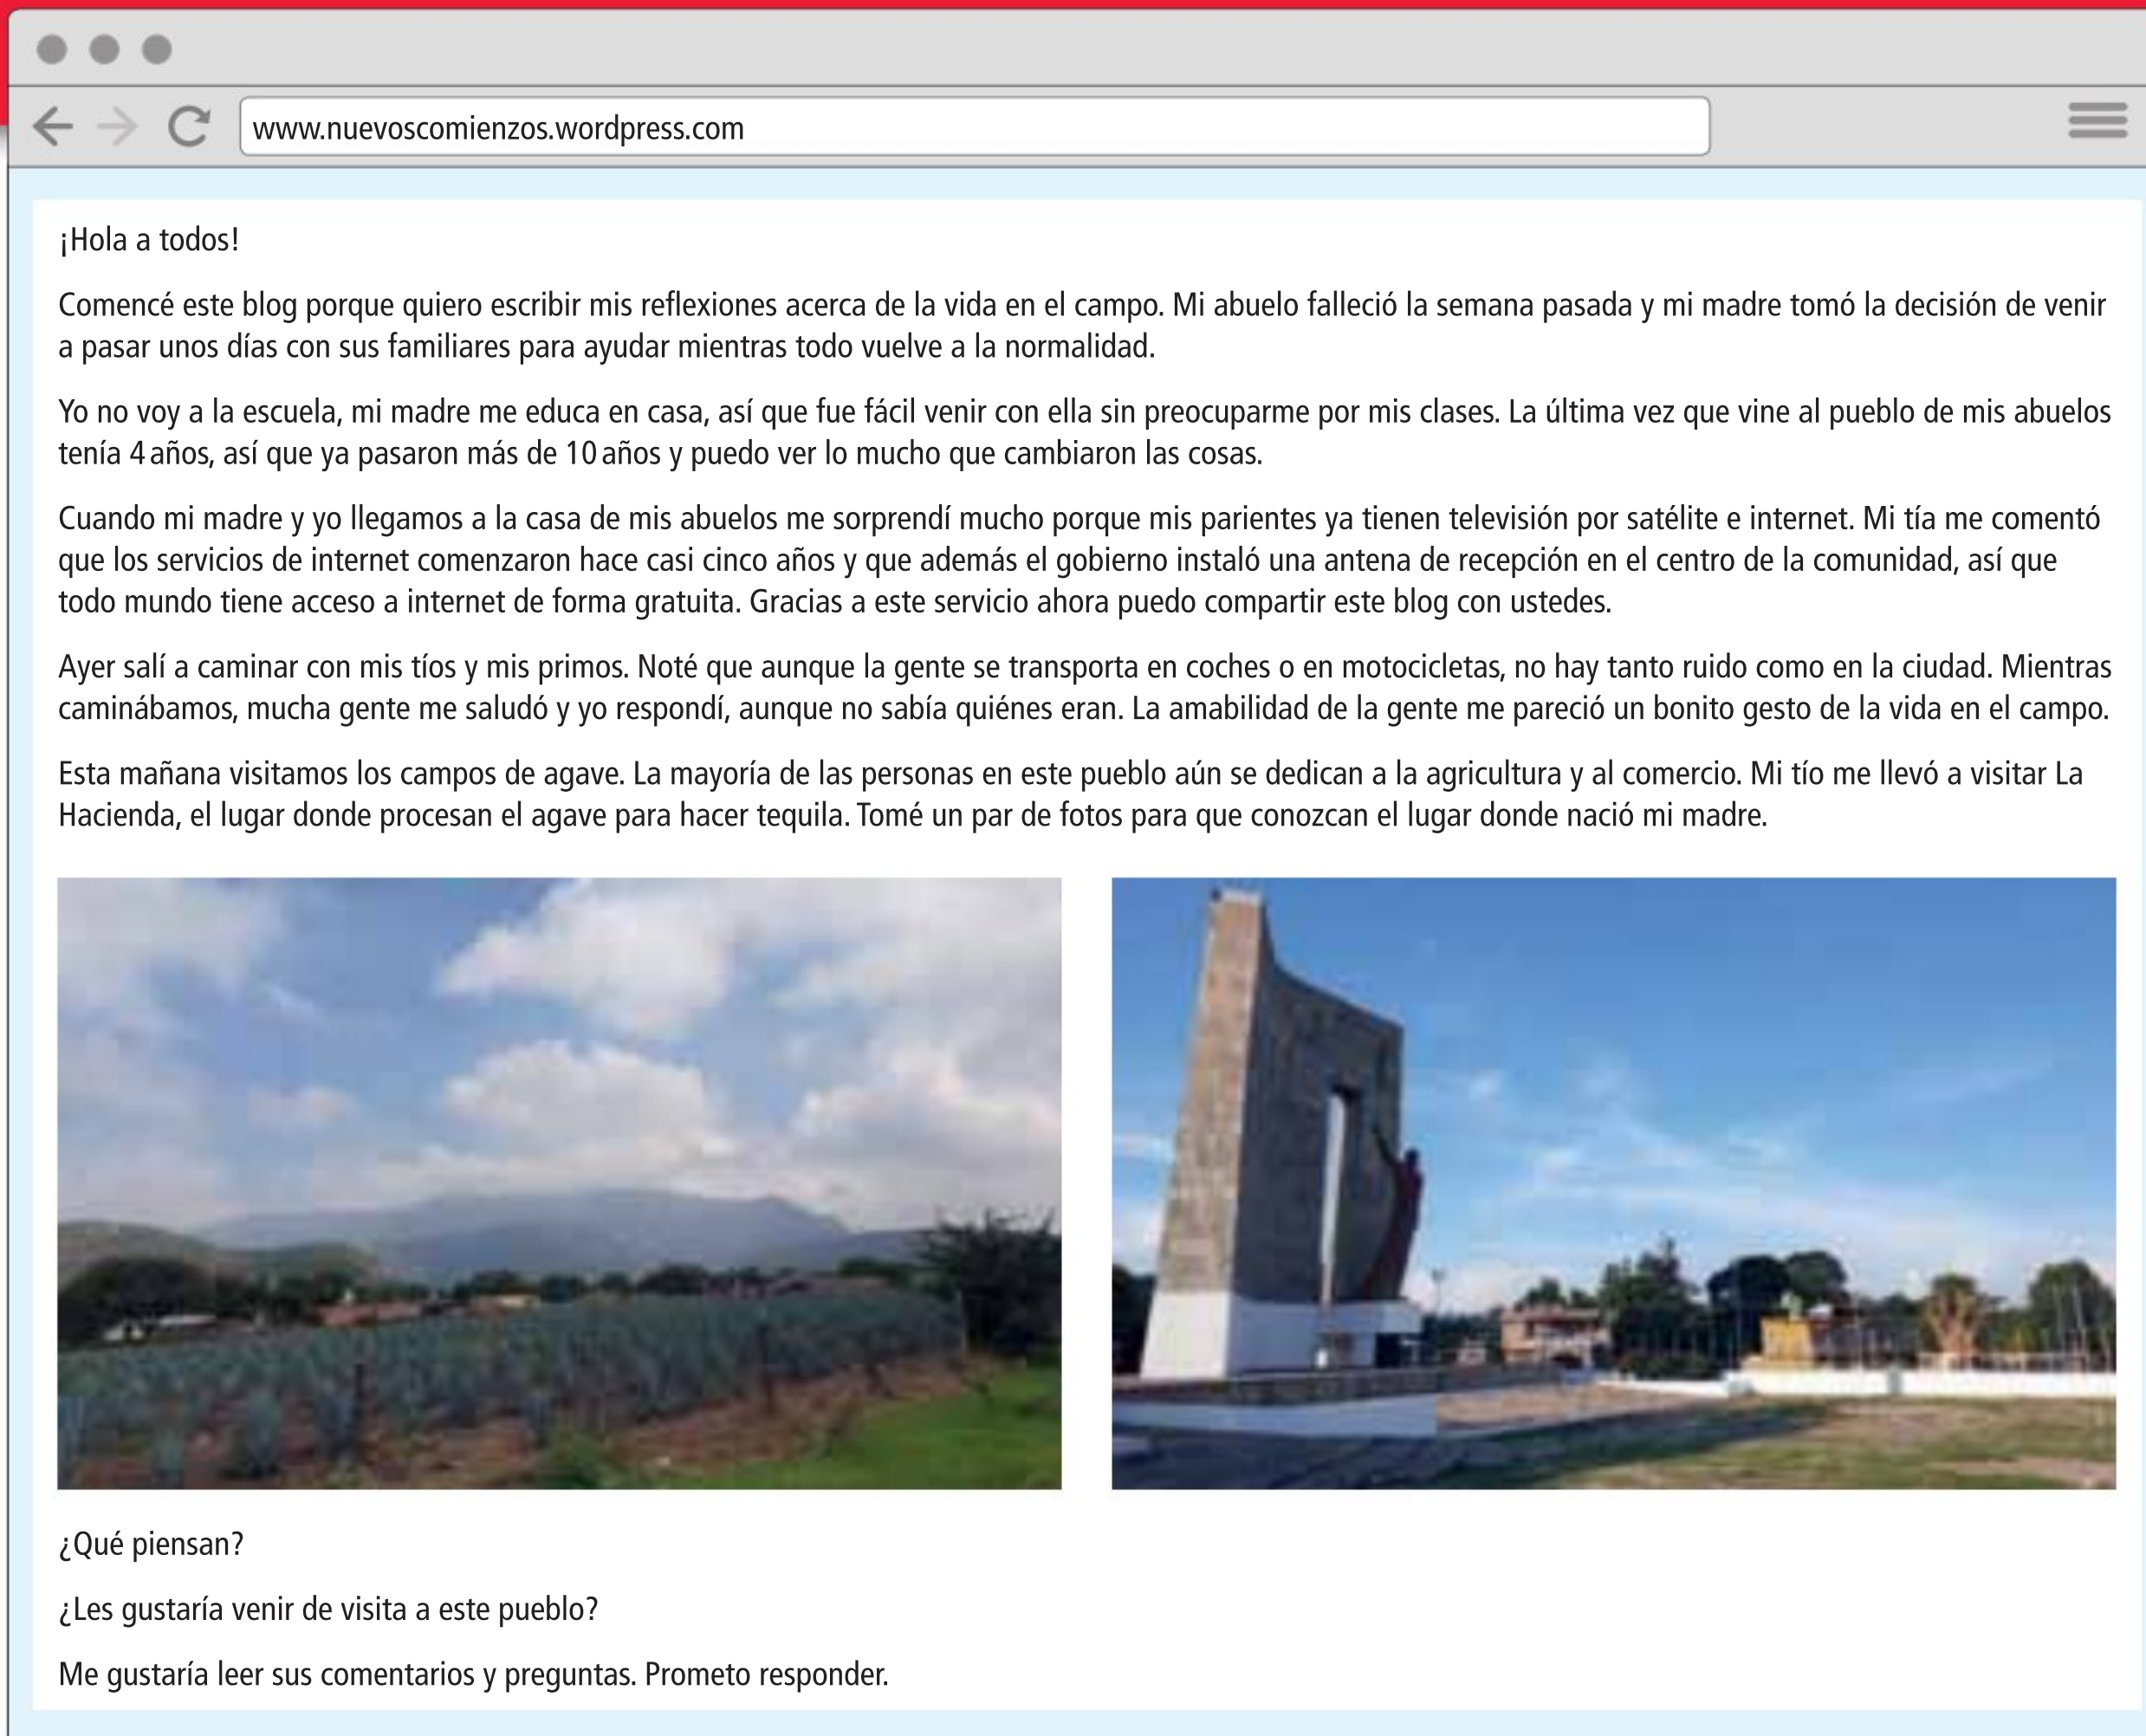 www.nuevoscomienzos.wordpress.com
¡Hola a todos!
Comencé este blog porque quiero escribir mis reflexiones acerca de la vida en el campo. Mi abuelo falleció la semana pasada y mi madre tomó la decisión de venir
a pasar unos días con sus familiares para ayudar mientras todo vuelve a la normalidad.
Yo no voy a la escuela, mi madre me educa en casa, así que fue fácil venir con ella sin preocuparme por mis clases. La última vez que vine al pueblo de mis abuelos
tenía 4 años, así que ya pasaron más de 10 años y puedo ver lo mucho que cambiaron las cosas.
Cuando mi madre y yo llegamos a la casa de mis abuelos me sorprendí mucho porque mis parientes ya tienen televisión por satélite e internet. Mi tía me comentó
que los servicios de internet comenzaron hace casi cinco años y que además el gobierno instaló una antena de recepción en el centro de la comunidad, así que
todo mundo tiene acceso a internet de forma gratuita. Gracias a este servicio ahora puedo compartir este blog con ustedes.
Ayer salí a caminar con mis tíos y mis primos. Noté que aunque la gente se transporta en coches o en motocicletas, no hay tanto ruido como en la ciudad. Mientras
caminábamos, mucha gente me saludó y yo respondí, aunque no sabía quiénes eran. La amabilidad de la gente me pareció un bonito gesto de la vida en el campo.
Esta mañana visitamos los campos de agave. La mayoría de las personas en este pueblo aún se dedican a la agricultura y al comercio. Mi tío me llevó a visitar La
Hacienda, el lugar donde procesan el agave para hacer tequila. Tomé un par de fotos para que conozcan el lugar donde nació mi madre.
¿Qué piensan?
¿Les gustaría venir de visita a este pueblo?
Me gustaría leer sus comentarios y preguntas. Prometo responder.